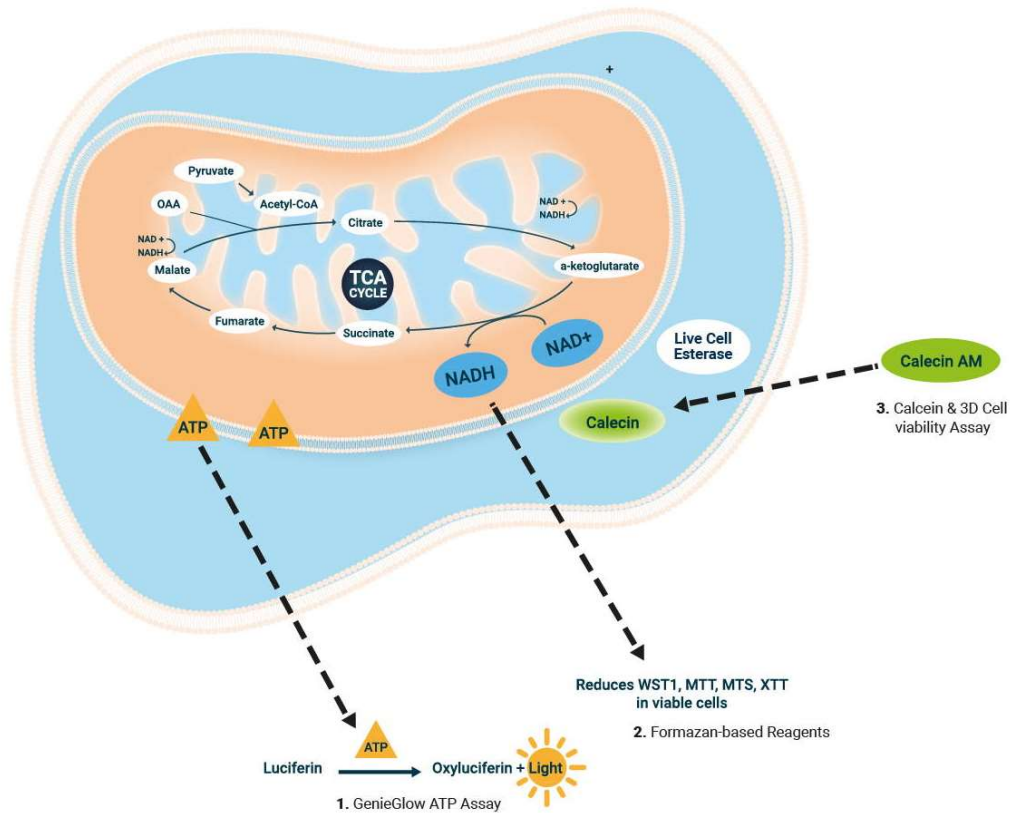 +
Pyruvate
OAA
Acetyl-CoA
Citrate
NAD +
NADH
NAD +
NADH
Malate
a-ketoglutarate
TCA
CYCLE
Fumarate
Succinate
NADH
NAD+
Live Cell
Esterase
Calecin AM
Calecin
3. Calcein & 3D Cell
viability Assay
ATP
ATP
Reduces WST1, MTT, MTS, XTT
in viable cells
2. Formazan-based Reagents
ATP
Luciferin
Oxyluciferin + Light
1. GenieGlow ATP Assay